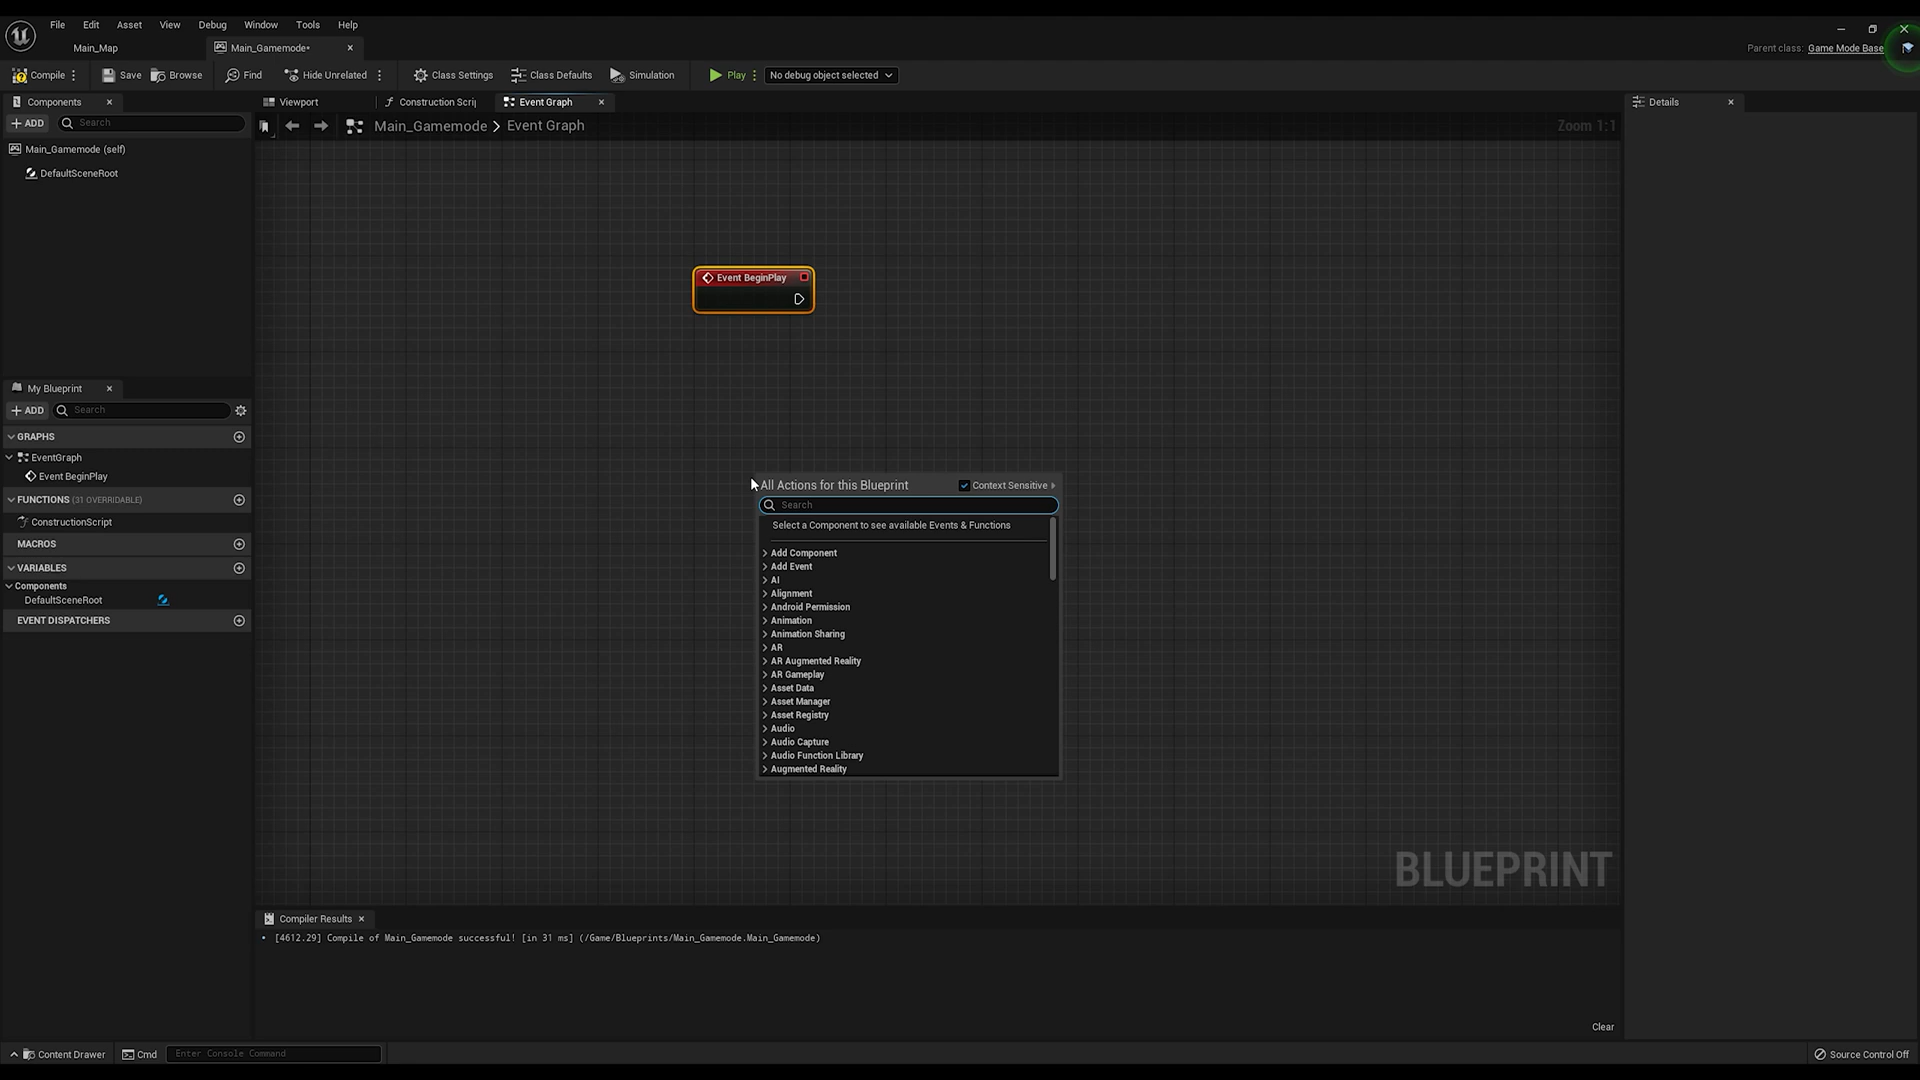 File Edit Asset View Debug Window Tools Help
Main_Map Main_Gamemode* Parent class: Game Mode Base
Compile Save Browse Find Hide Unrelated Class Settings Class Defaults Simulation Play No debug object selected
Components Viewport Construction Scrip Event Graph Details
ADD Search Main_Gamemode Event Graph Zoom 1:1
Main_Gamemode (self)
DefaultSceneRoot
Event BeginPlay
My Blueprint
ADD Search
GRAPHS
EventGraph
Event BeginPlay
FUNCTIONS (31 OVERRIDABLE)
ConstructionScript
MACROS
VARIABLES
Components
DefaultSceneRoot
EVENT DISPATCHERS
All Actions for this Blueprint Context Sensitive
Search
Select a Component to see available Events & Functions
Add Component
Add Event
AI
Alignment
Android Permission
Animation
Animation Sharing
AR
AR Augmented Reality
AR Gameplay
Asset Data
Asset Manager
Asset Registry
Audio
Audio Capture
Audio Function Library
Augmented Reality
BLUEPRINT
Compiler Results
[4612.29] Compile of Main_Gamemode successful! [in 31 ms] (/Game/Blueprints/Main_Gamemode.Main_Gamemode)
Clear
Content Drawer Cmd Enter Console Command Source Control Off